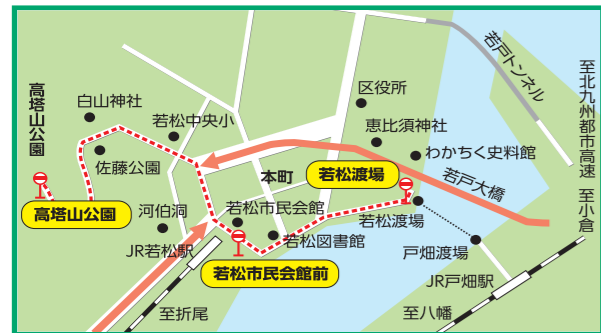 高塔山公園
白山神社
若松中央小
佐藤公園
高塔山公園
河伯洞
JR若松駅
至折尾
若松市民会館
若松図書館
若松市民会館前
本町
区役所
恵比須神社
わかちく史料館
若松渡場
若松渡場
若戸大橋
若戸トンネル
戸畑渡場
JR戸畑駅
至八幡
至北九州都市高速
至小倉